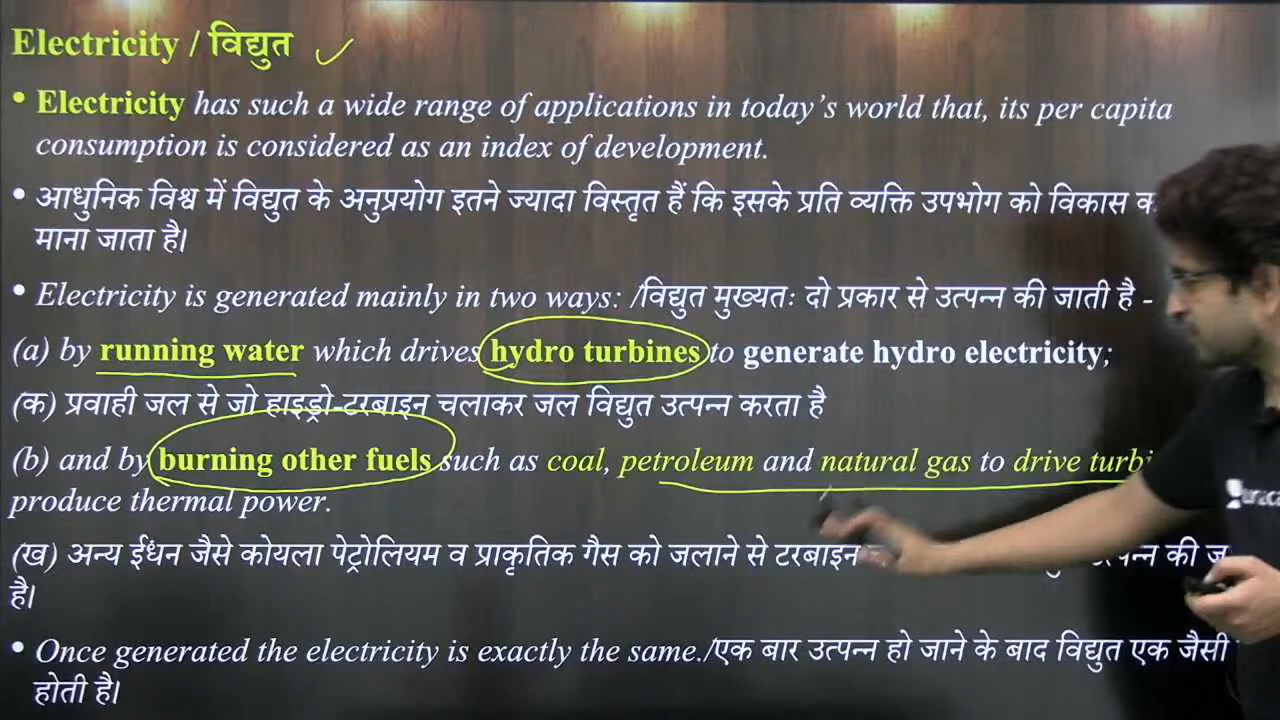 Electricity / विद्युत
• Electricity has such a wide range of applications in today's world that, its per capita
consumption is considered as an index of development.
• आधुनिक विश्व में विद्युत के अनुप्रयोग इतने ज्यादा विस्तृत हैं कि इसके प्रति व्यक्ति उपभोग को विकास
माना जाता है।
• Electricity is generated mainly in two ways: /विद्युत मुख्यतः दो प्रकार से उत्पन्न की जाती है -
(a) by running water which drives hydro turbines to generate hydro electricity;
(क) प्रवाही जल से जो हाइड्रो-टरबाइन चलाकर जल विद्युत उत्पन्न करता है
(b) and by burning other fuels such as coal, petroleum and natural gas to drive
produce thermal power.
(ख) अन्य ईंधन जैसे कोयला पेट्रोलियम व प्राकृतिक गैस को जलाने से टरबाइन की
है।
• Once generated the electricity is exactly the same./एक बार उत्पन्न हो जाने के बाद विद्युत एक जैसी
होती है।